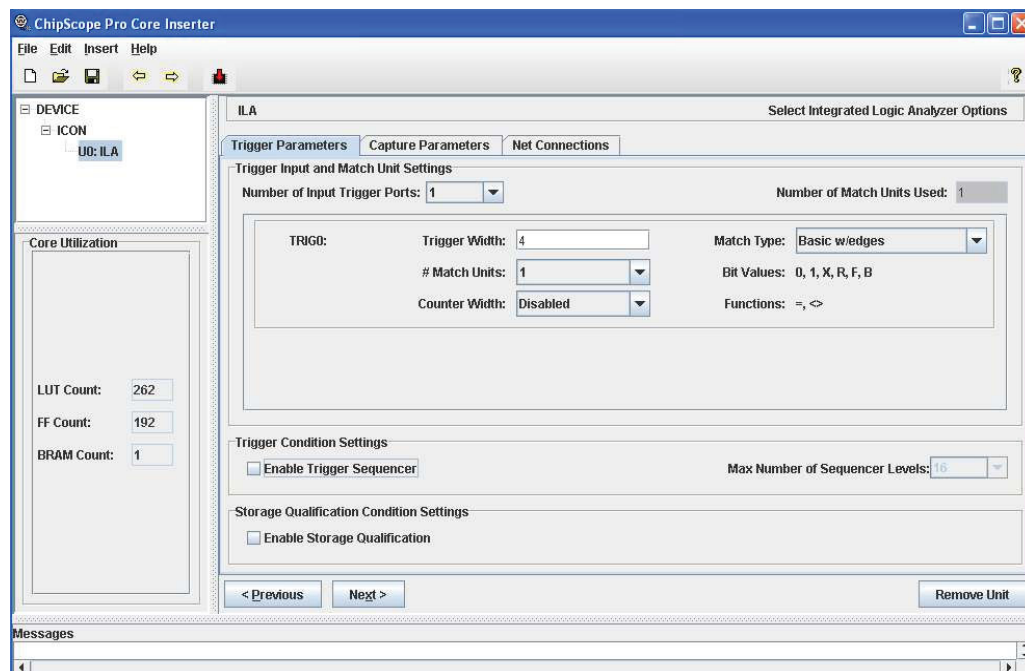 ChipScope Pro Core Inserter
File Edit Insert Help
DEVICE
ICON
U0: ILA
ILA
Select Integrated Logic Analyzer Options
Trigger Parameters
Capture Parameters
Net Connections
Trigger Input and Match Unit Settings
Number of Input Trigger Ports: 1
Number of Match Units Used: 1
TRIG0:
Trigger Width: 4
Match Type: Basic w/edges
# Match Units: 1
Bit Values: 0, 1, X, R, F, B
Counter Width: Disabled
Functions: =, <>
Core Utilization
LUT Count: 262
FF Count: 192
BRAM Count: 1
Trigger Condition Settings
Enable Trigger Sequencer
Max Number of Sequencer Levels: 16
Storage Qualification Condition Settings
Enable Storage Qualification
< Previous
Next >
Remove Unit
Messages